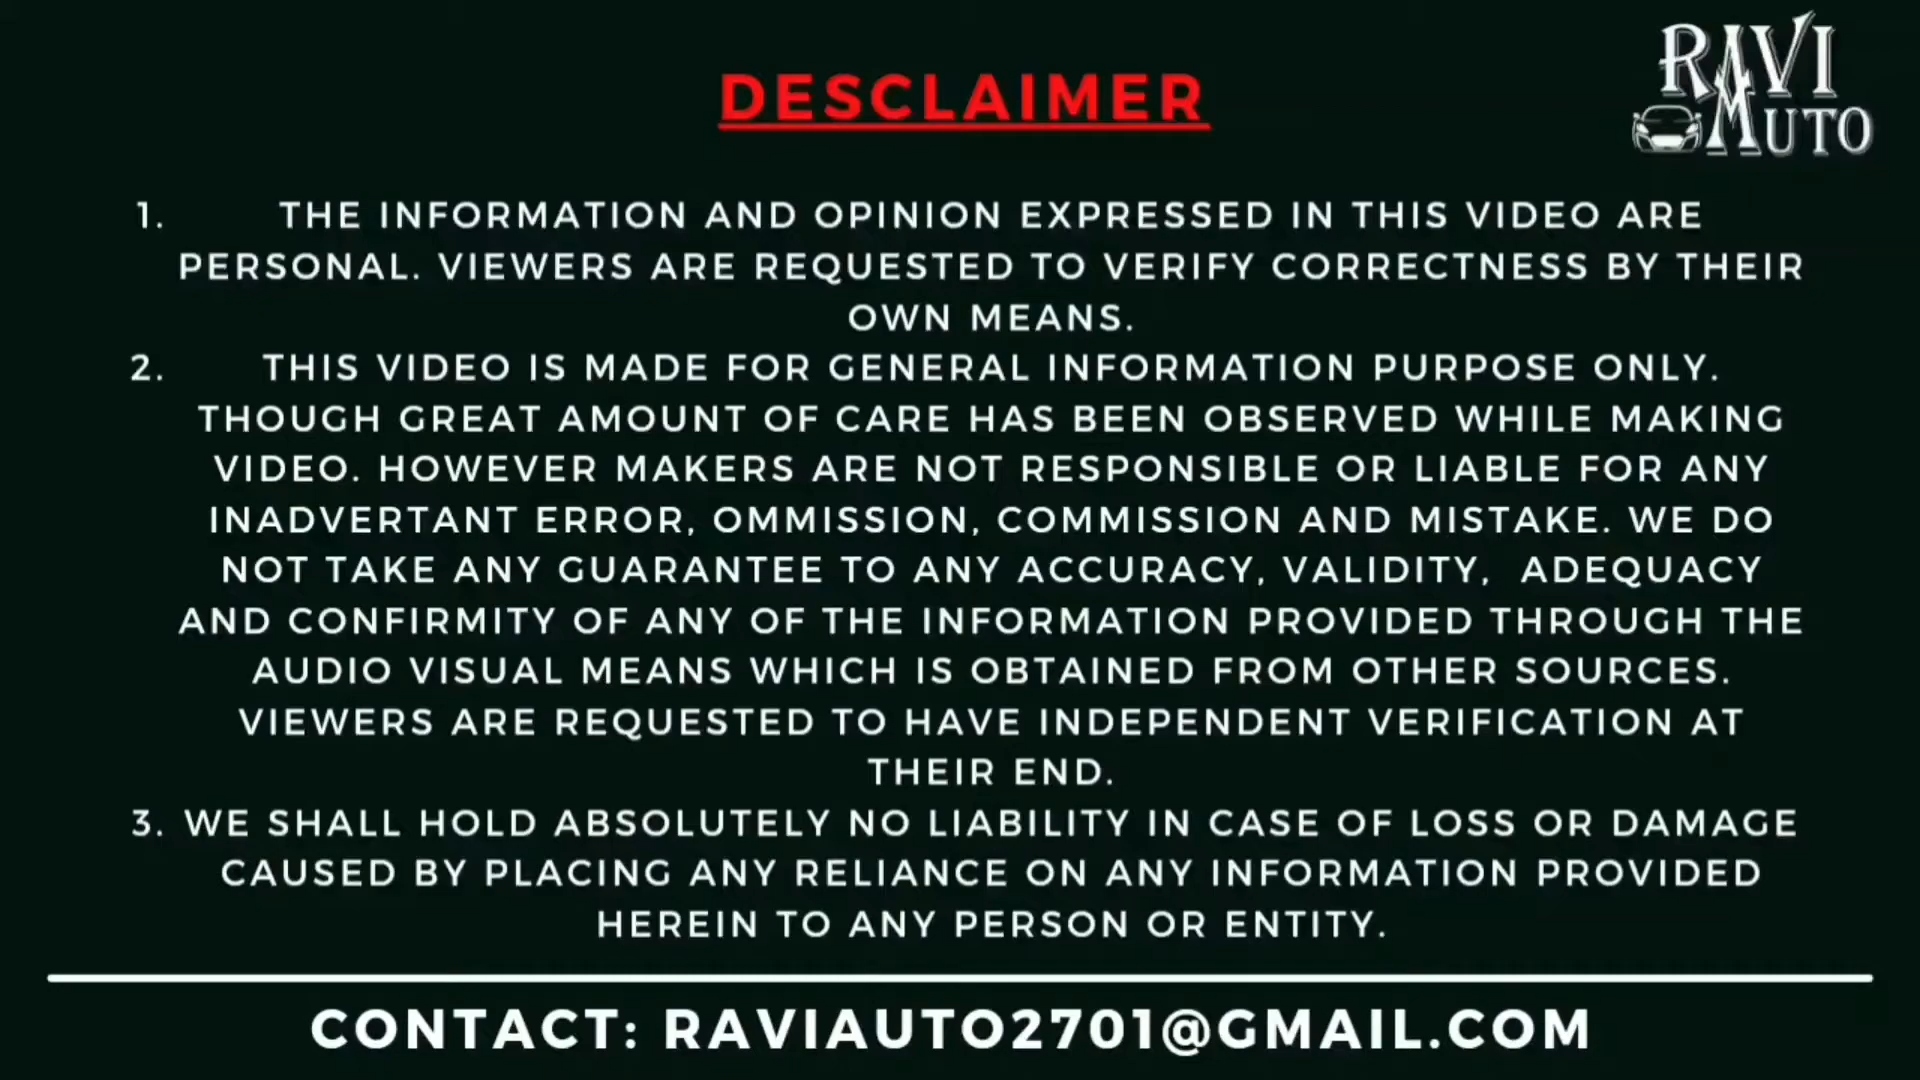 RAVI
AUTO
DESCLAIMER
1. THE INFORMATION AND OPINION EXPRESSED IN THIS VIDEO ARE
PERSONAL. VIEWERS ARE REQUESTED TO VERIFY CORRECTNESS BY THEIR
OWN MEANS.
2. THIS VIDEO IS MADE FOR GENERAL INFORMATION PURPOSE ONLY.
THOUGH GREAT AMOUNT OF CARE HAS BEEN OBSERVED WHILE MAKING
VIDEO. HOWEVER MAKERS ARE NOT RESPONSIBLE OR LIABLE FOR ANY
INADVERTANT ERROR, OMMISSION, COMMISSION AND MISTAKE. WE DO
NOT TAKE ANY GUARANTEE TO ANY ACCURACY, VALIDITY, ADEQUACY
AND CONFIRMITY OF ANY OF THE INFORMATION PROVIDED THROUGH THE
AUDIO VISUAL MEANS WHICH IS OBTAINED FROM OTHER SOURCES.
VIEWERS ARE REQUESTED TO HAVE INDEPENDENT VERIFICATION AT
THEIR END.
3. WE SHALL HOLD ABSOLUTELY NO LIABILITY IN CASE OF LOSS OR DAMAGE
CAUSED BY PLACING ANY RELIANCE ON ANY INFORMATION PROVIDED
HEREIN TO ANY PERSON OR ENTITY.
CONTACT: RAVIAUTO2701@GMAIL.COM